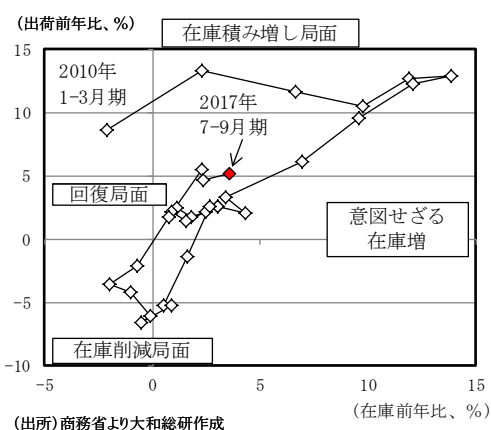 (出荷前年比、%)
在庫積み増し局面
15
10
5
0
-5
-10
2010年
1-3月期
2017年
7-9月期
回復局面
意図せざる
在庫増
在庫削減局面
-5
0
5
10
15
(在庫前年比、%)
(出所)商務省より大和総研作成